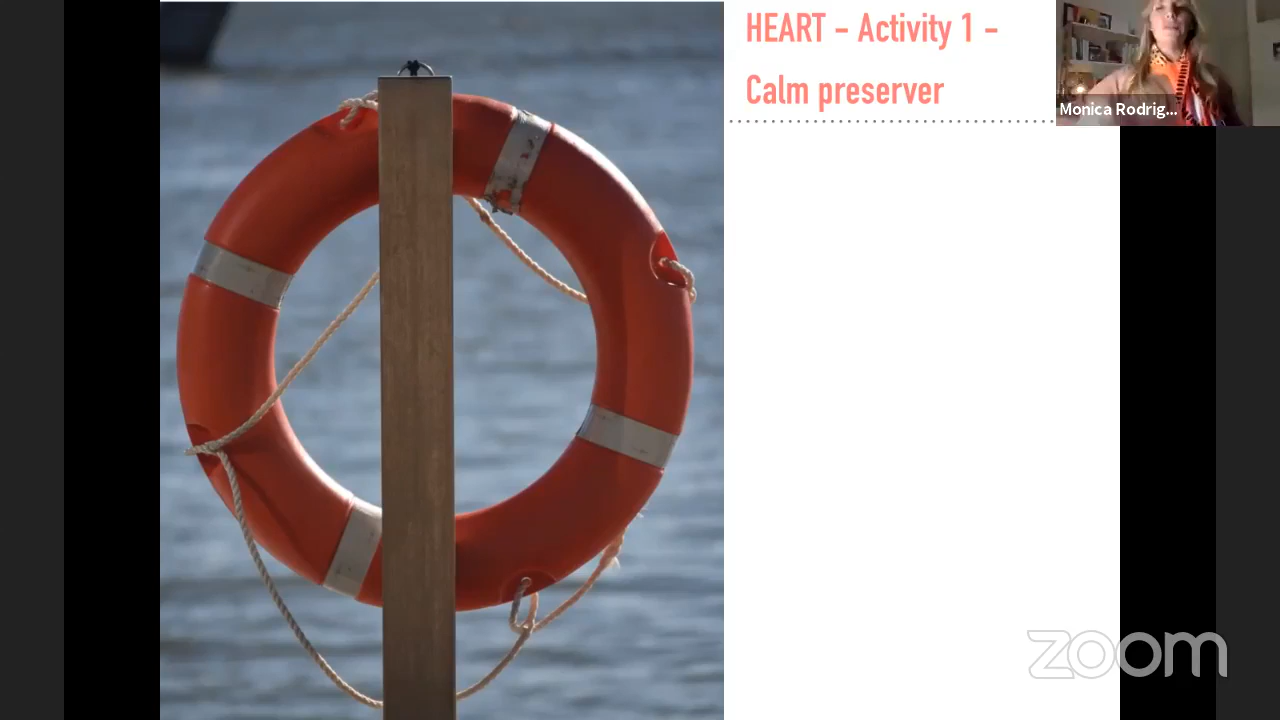 HEART - Activity 1 -
Calm preserver
Monica Rodrig...
zoom